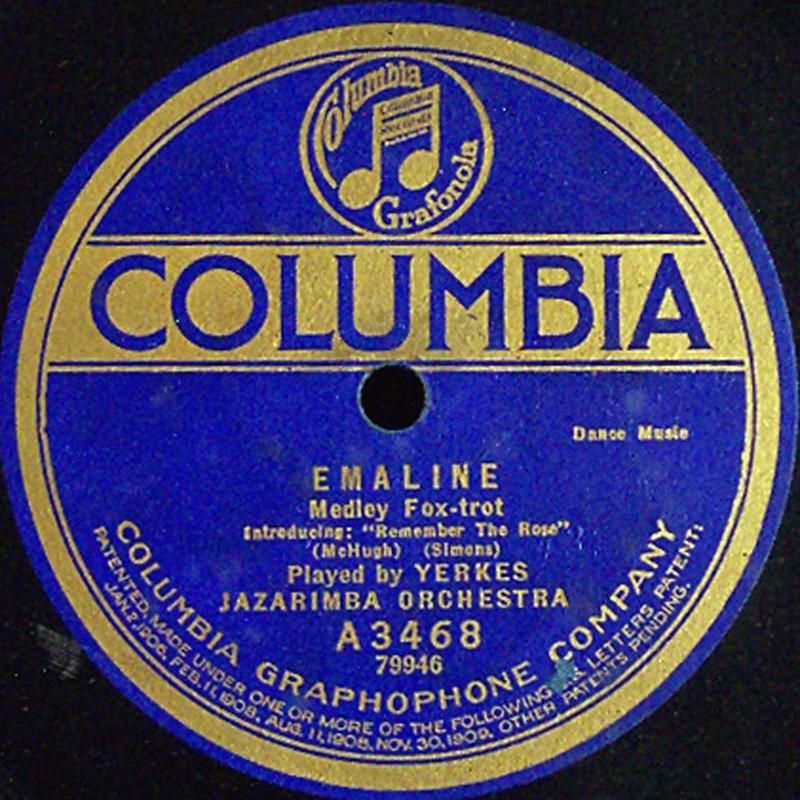 Columbia
Columbia
Records
Grafonola
COLUMBIA
Dance Music
EMALINE
Medley Fox-trot
Introducing: "Remember The Rose"
(McHugh) (Simons)
Played by YERKES
JAZARIMBA ORCHESTRA
A3468
79946
COLUMBIA GRAPHOPHONE COMPANY
PATENTED, MADE UNDER ONE OR MORE OF THE FOLLOWING LETTERS PATENT:
JAN. 2, 1906, FEB. 11, 1908, AUG. 11, 1908, NOV. 30, 1909, OTHER PATENTS PENDING.